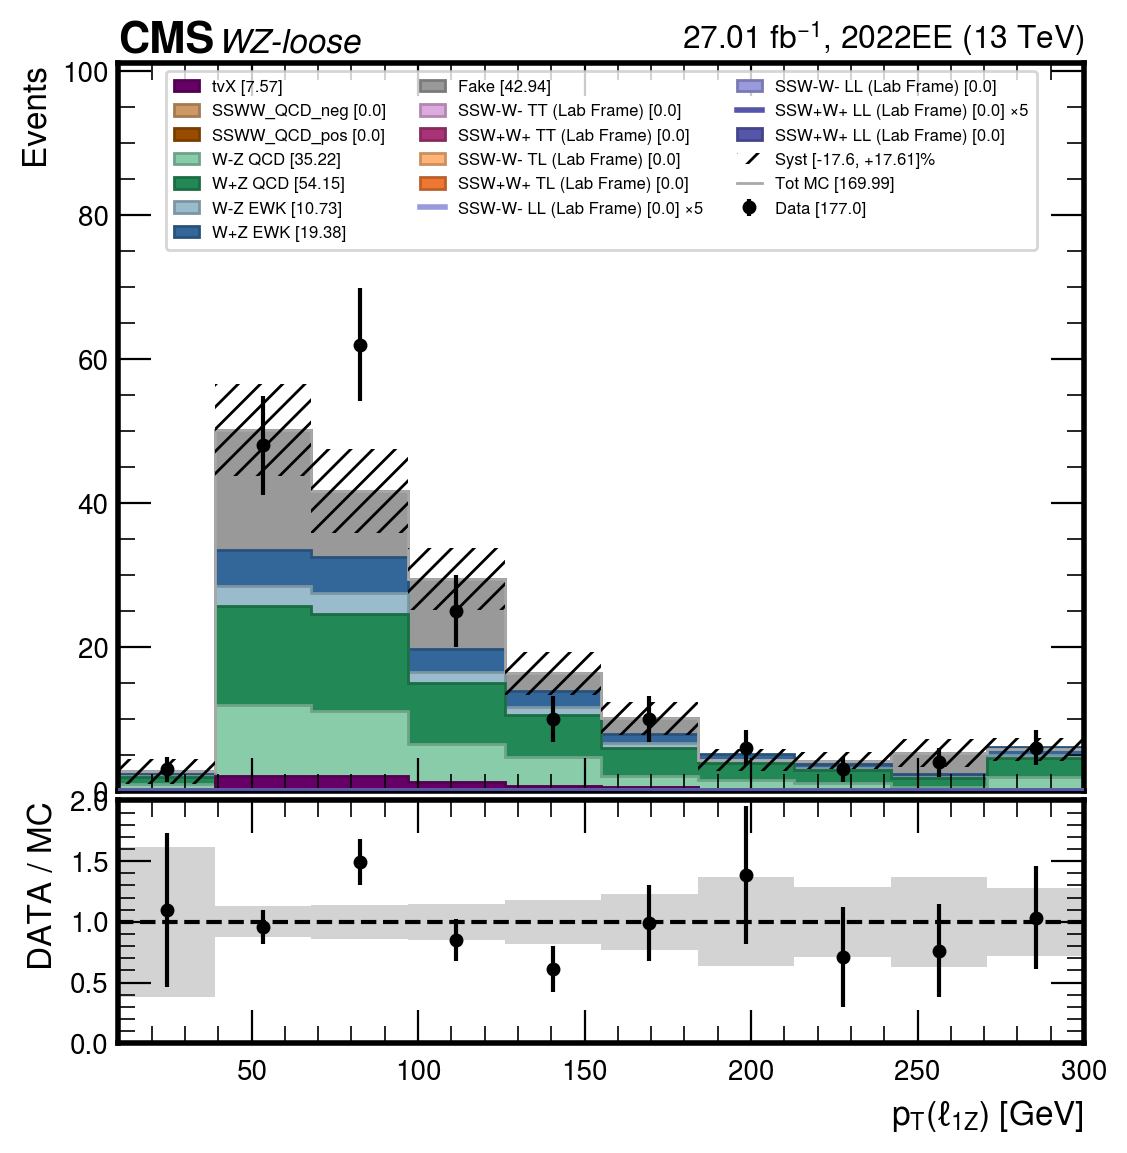 CMS WZ-loose 27.01 fb−1, 2022EE (13 TeV)
Events
100
80
60
40
20
0
tvX [7.57]
SSWW_QCD_neg [0.0]
SSWW_QCD_pos [0.0]
W-Z QCD [35.22]
W+Z QCD [54.15]
W-Z EWK [10.73]
W+Z EWK [19.38]
Fake [42.94]
SSW-W- TT (Lab Frame) [0.0]
SSW+W+ TT (Lab Frame) [0.0]
SSW-W- TL (Lab Frame) [0.0]
SSW+W+ TL (Lab Frame) [0.0]
SSW-W- LL (Lab Frame) [0.0] ×5
SSW-W- LL (Lab Frame) [0.0]
SSW+W+ LL (Lab Frame) [0.0] ×5
SSW+W+ LL (Lab Frame) [0.0]
Syst [-17.6, +17.61]%
Tot MC [169.99]
Data [177.0]
DATA / MC
2.0
1.5
1.0
0.5
0.0
50 100 150 200 250 300
pT(ℓ1Z) [GeV]